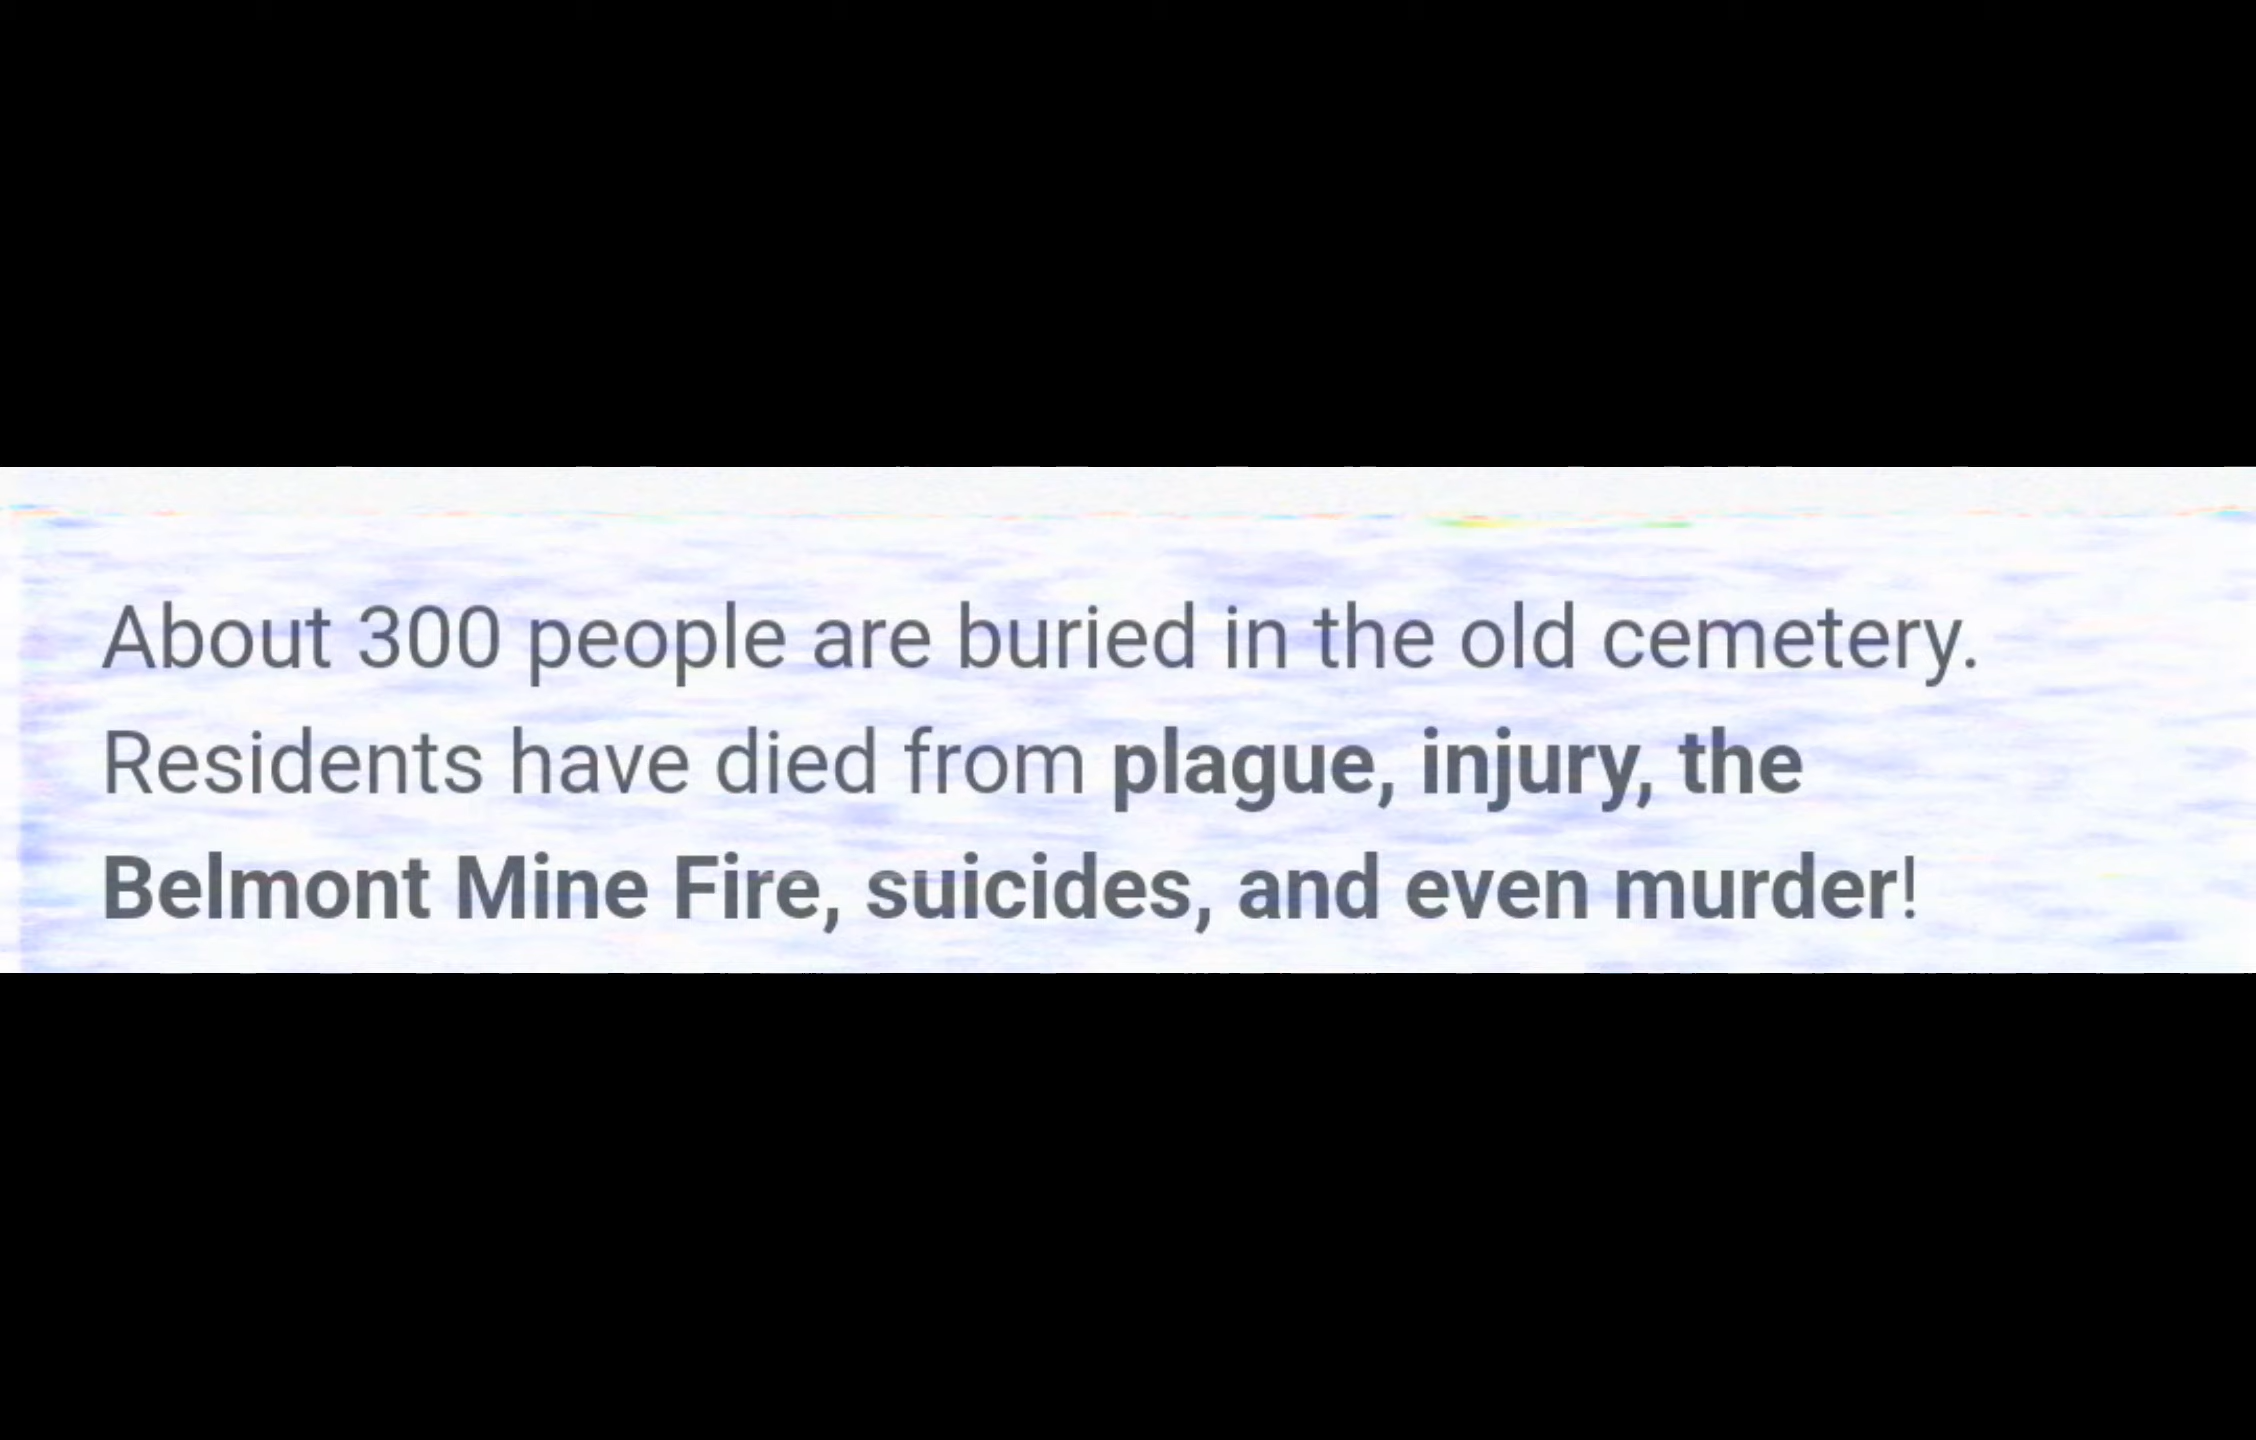 About 300 people are buried in the old cemetery.
Residents have died from plague, injury, the
Belmont Mine Fire, suicides, and even murder!